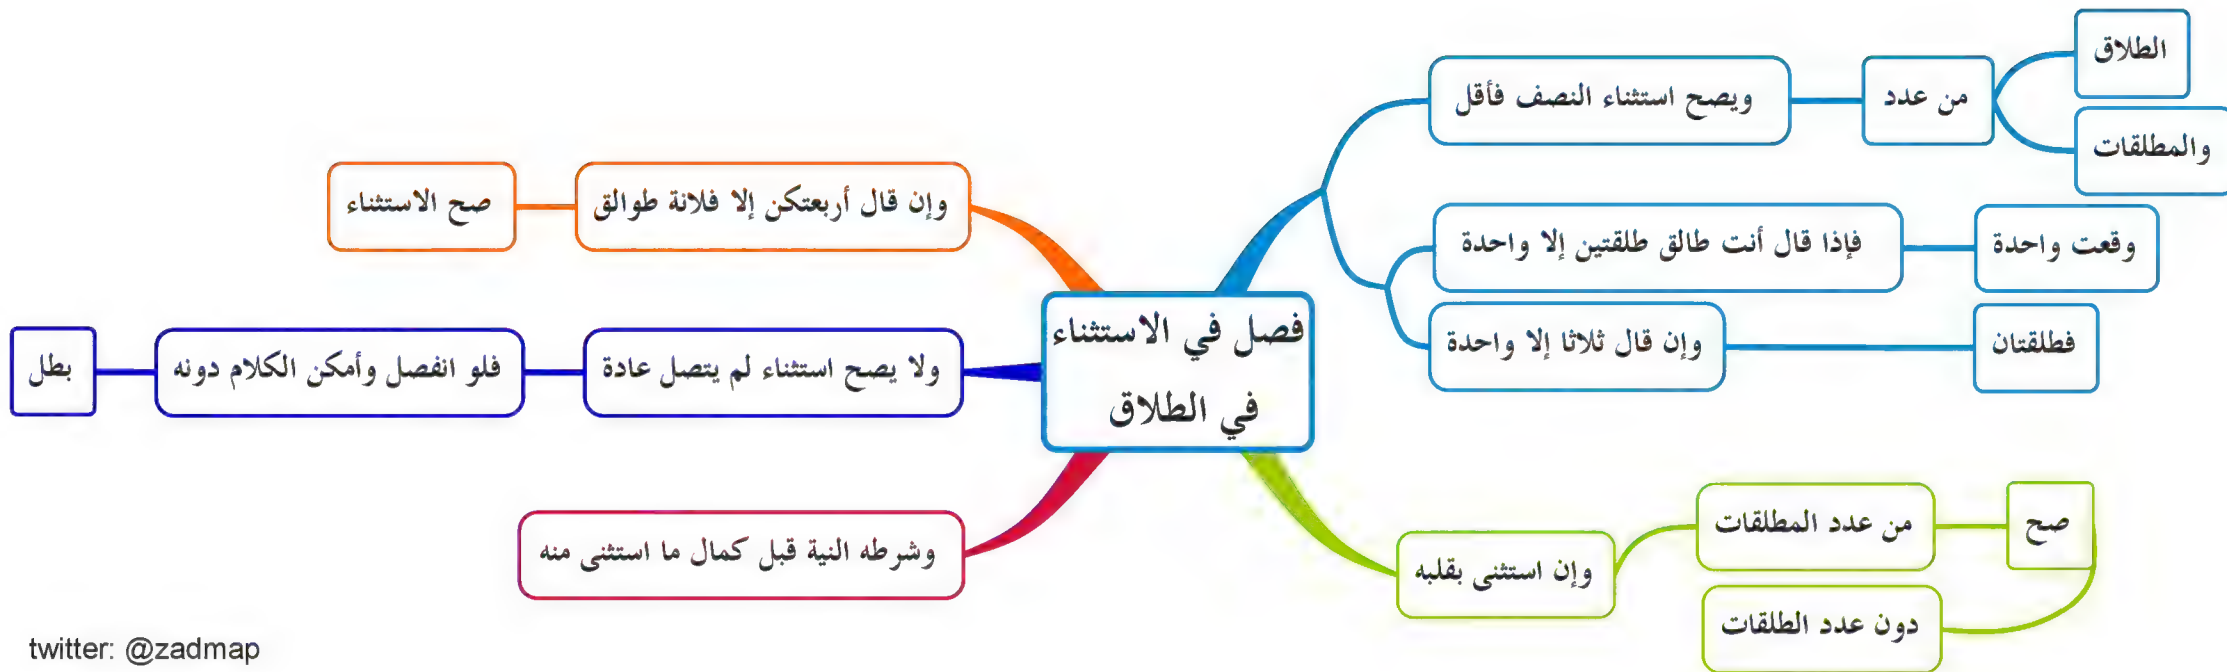 فصل في الاستثناء
في الطلاق
ويصح استثناء النصف فأقل
من عدد
الطلاق
والمطلقات
فإذا قال أنت طالق طلقتين إلا واحدة
وقعت واحدة
وإن قال ثلاثا إلا واحدة
فطلقتان
وإن استثنى بقلبه
من عدد المطلقات
صح
دون عدد الطلقات
وإن قال أربعتكن إلا فلانة طوالق
صح الاستثناء
ولا يصح استثناء لم يتصل عادة
فلو انفصل وأمكن الكلام دونه
بطل
وشرطه النية قبل كمال ما استثنى منه
twitter: @zadmap